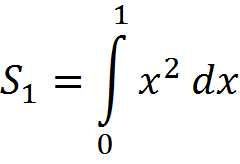 S₁ = ∫₀¹ x² dx